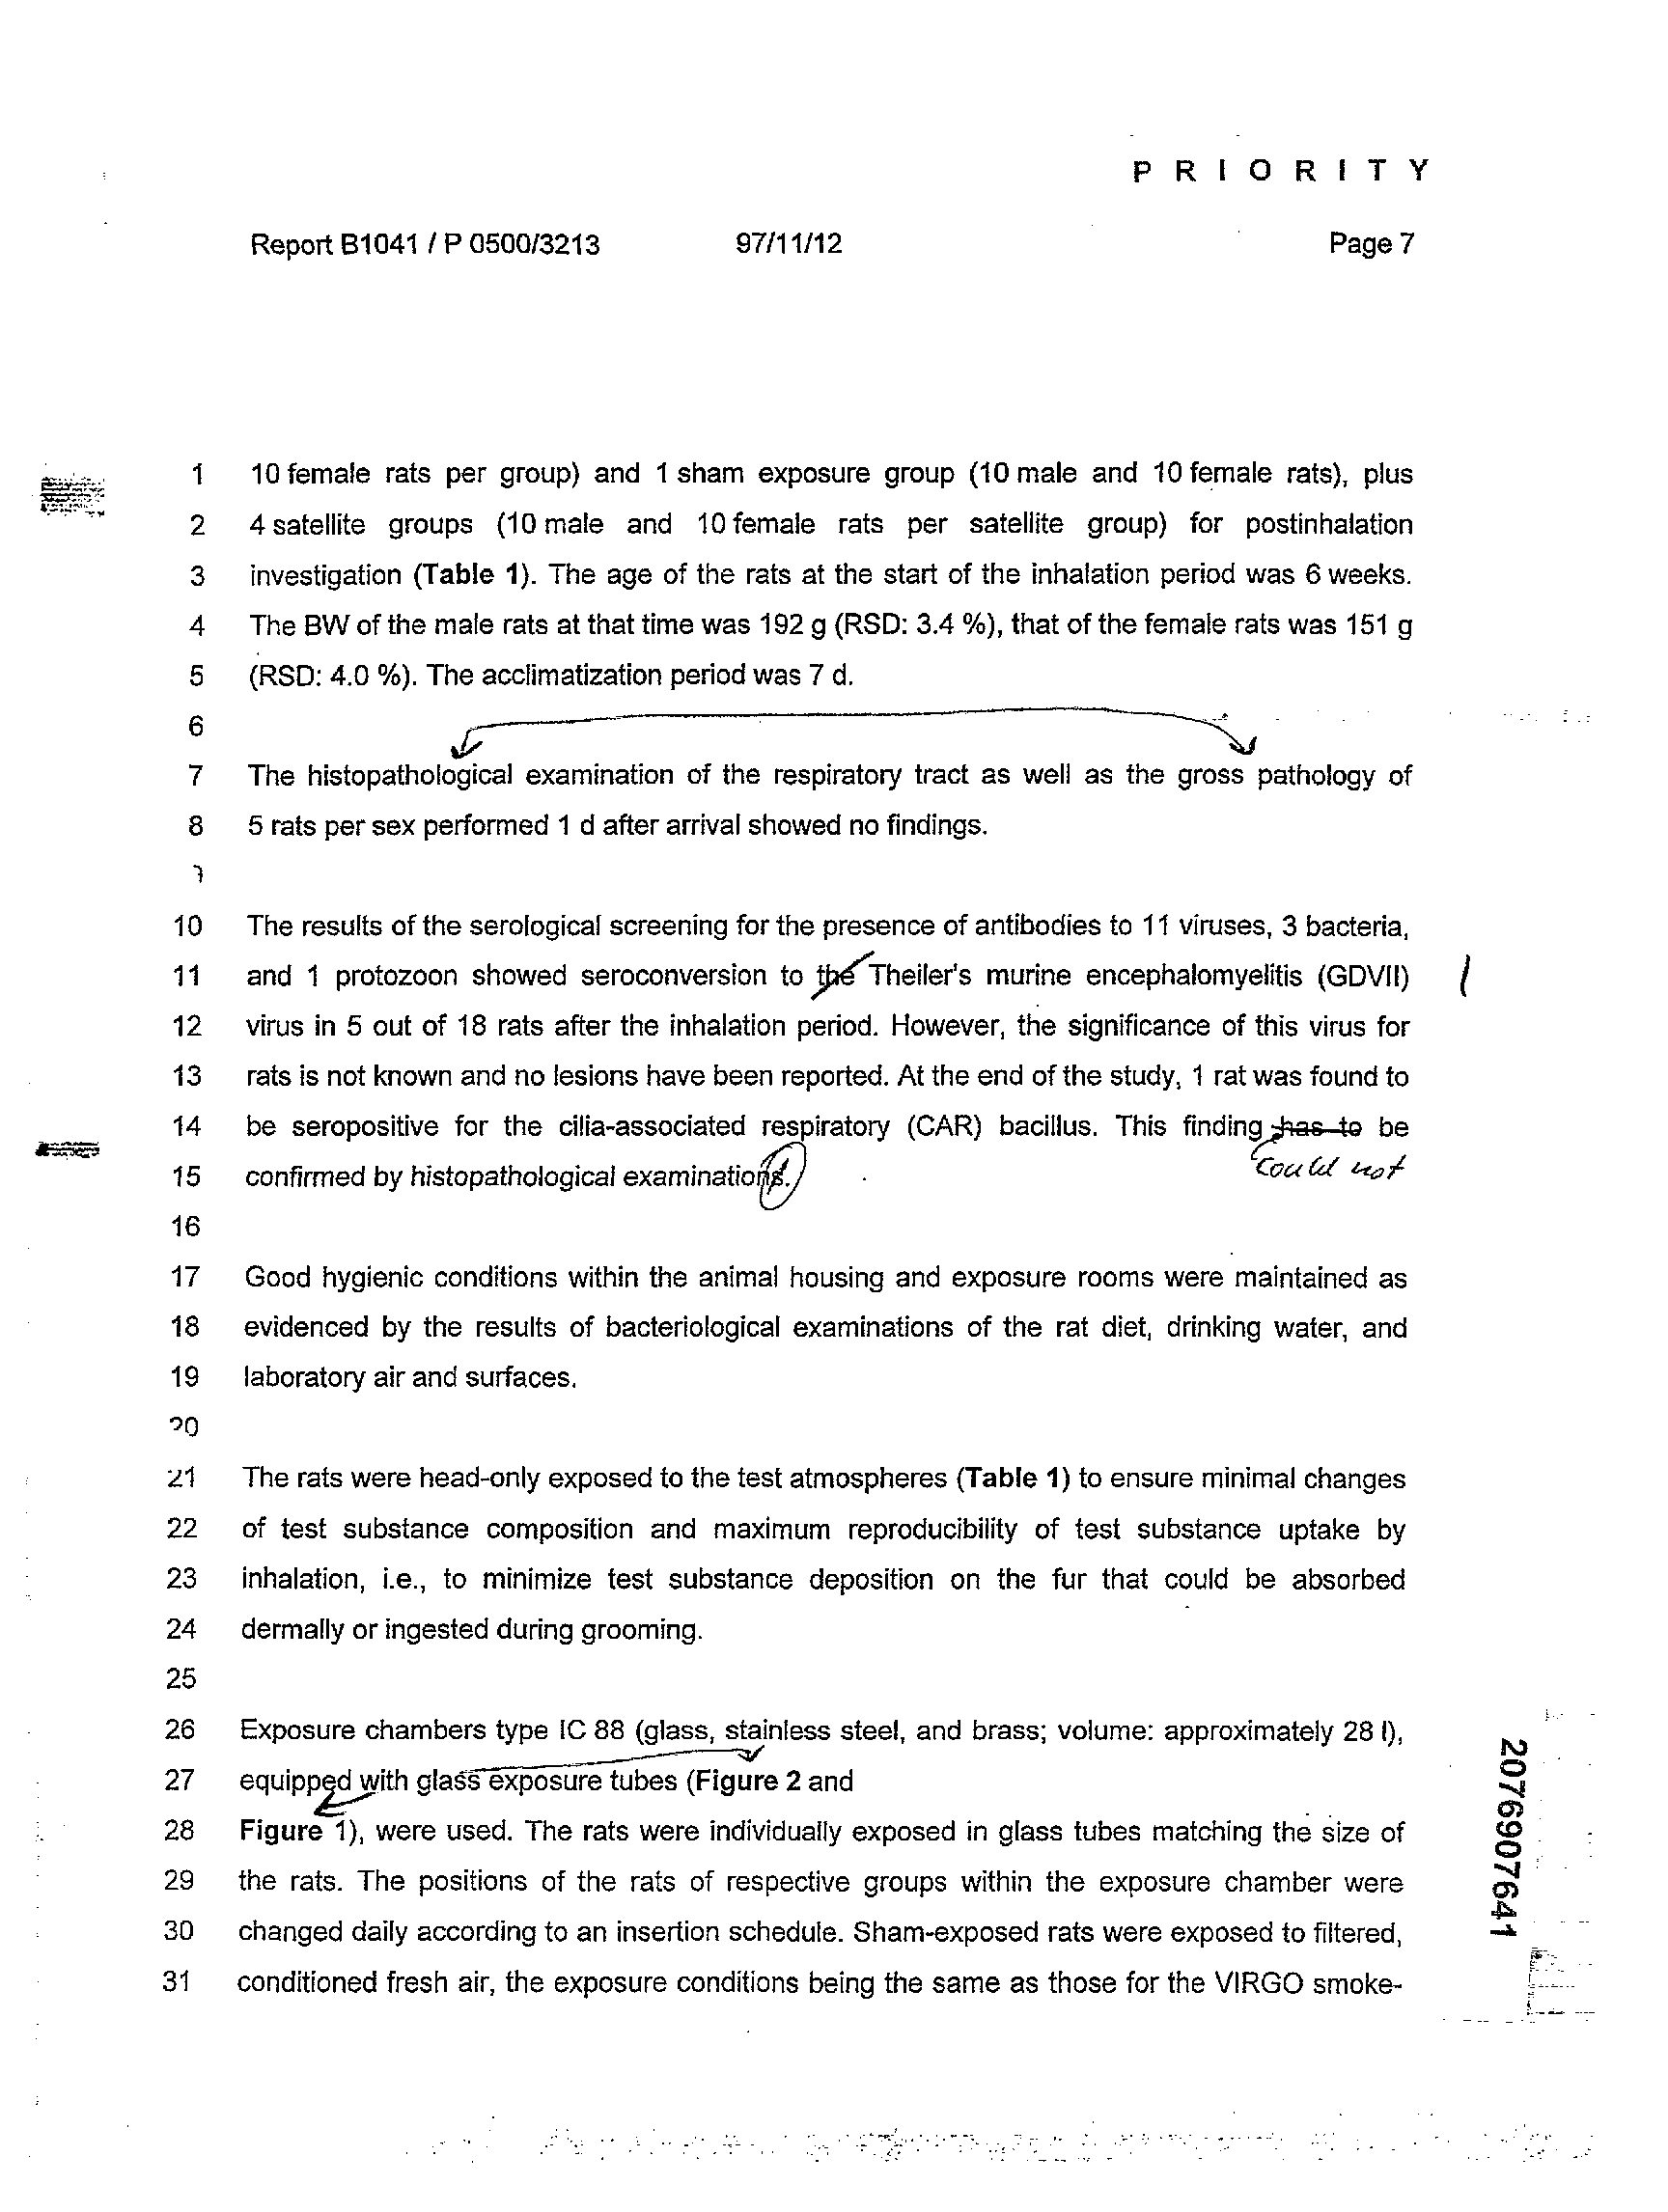 P R I O R I T Y
Report B1041 / P 0500/3213 97/11/12 Page 7
1 10 female rats per group) and 1 sham exposure group (10 male and 10 female rats), plus
2 4 satellite groups (10 male and 10 female rats per satellite group) for postinhalation
3 investigation (Table 1). The age of the rats at the start of the inhalation period was 6 weeks.
4 The BW of the male rats at that time was 192 g (RSD: 3.4 %), that of the female rats was 151 g
5 (RSD: 4.0 %). The acclimatization period was 7 d.
6
7 The histopathological examination of the respiratory tract as well as the gross pathology of
8 5 rats per sex performed 1 d after arrival showed no findings.
10 The results of the serological screening for the presence of antibodies to 11 viruses, 3 bacteria,
11 and 1 protozoon showed seroconversion to the Theiler's murine encephalomyelitis (GDVII)
12 virus in 5 out of 18 rats after the inhalation period. However, the significance of this virus for
13 rats is not known and no lesions have been reported. At the end of the study, 1 rat was found to
14 be seropositive for the cilia-associated respiratory (CAR) bacillus. This finding has to be
could not
15 confirmed by histopathological examinations.
16
17 Good hygienic conditions within the animal housing and exposure rooms were maintained as
18 evidenced by the results of bacteriological examinations of the rat diet, drinking water, and
19 laboratory air and surfaces.
20
21 The rats were head-only exposed to the test atmospheres (Table 1) to ensure minimal changes
22 of test substance composition and maximum reproducibility of test substance uptake by
23 inhalation, i.e., to minimize test substance deposition on the fur that could be absorbed
24 dermally or ingested during grooming.
25
26 Exposure chambers type IC 88 (glass, stainless steel, and brass; volume: approximately 28 l),
27 equipped with glass exposure tubes (Figure 2 and
28 Figure 1), were used. The rats were individually exposed in glass tubes matching the size of
29 the rats. The positions of the rats of respective groups within the exposure chamber were
30 changed daily according to an insertion schedule. Sham-exposed rats were exposed to filtered,
31 conditioned fresh air, the exposure conditions being the same as those for the VIRGO smoke-
2076907641